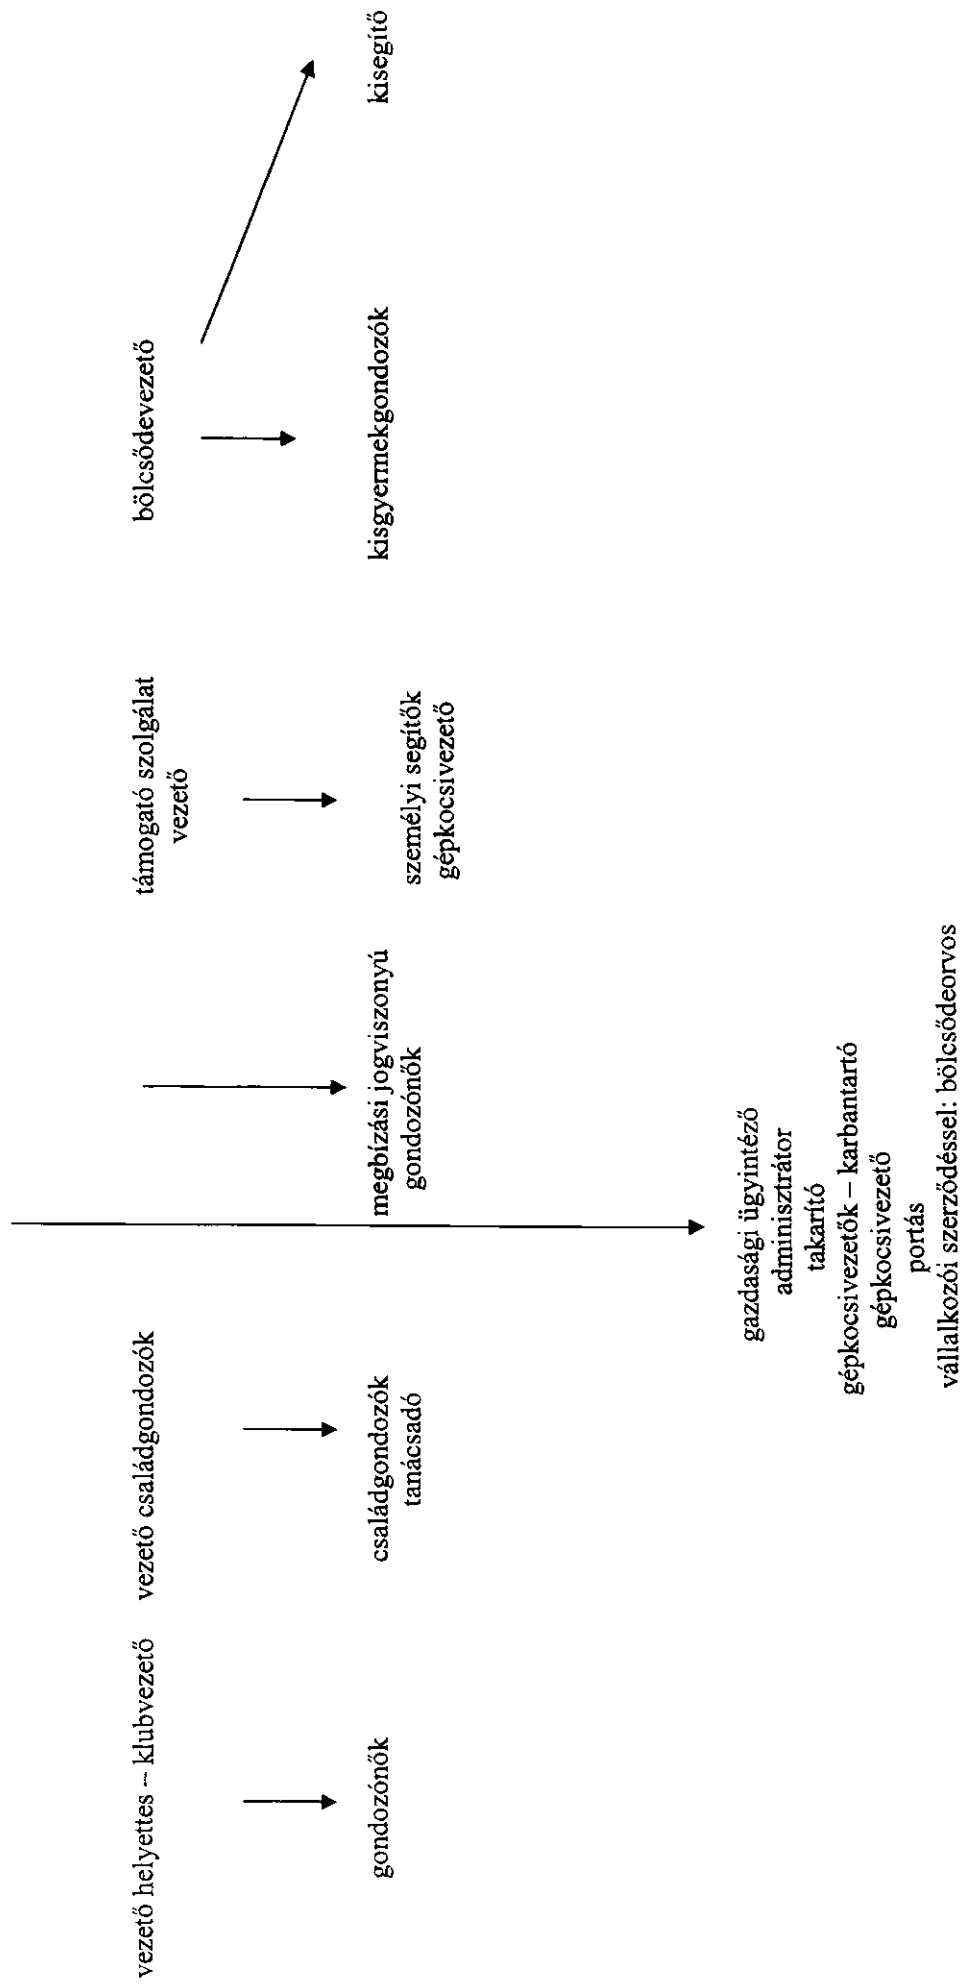 vezető helyettes – klubvezető
vezető családgondozók
támogató szolgálat
vezető
bölcsődevezető
gondozónők
családgondozók
tanácsadó
megbízási jogviszonyú
gondozónők
személyi segítők
gépkocsivezető
kisgyermekgondozók
kisegítő
gazdasági ügyintéző
adminisztrátor
takarító
gépkocsivezetők – karbantartó
gépkocsivezető
portás
vállalkozói szerződéssel: bölcsődeorvos